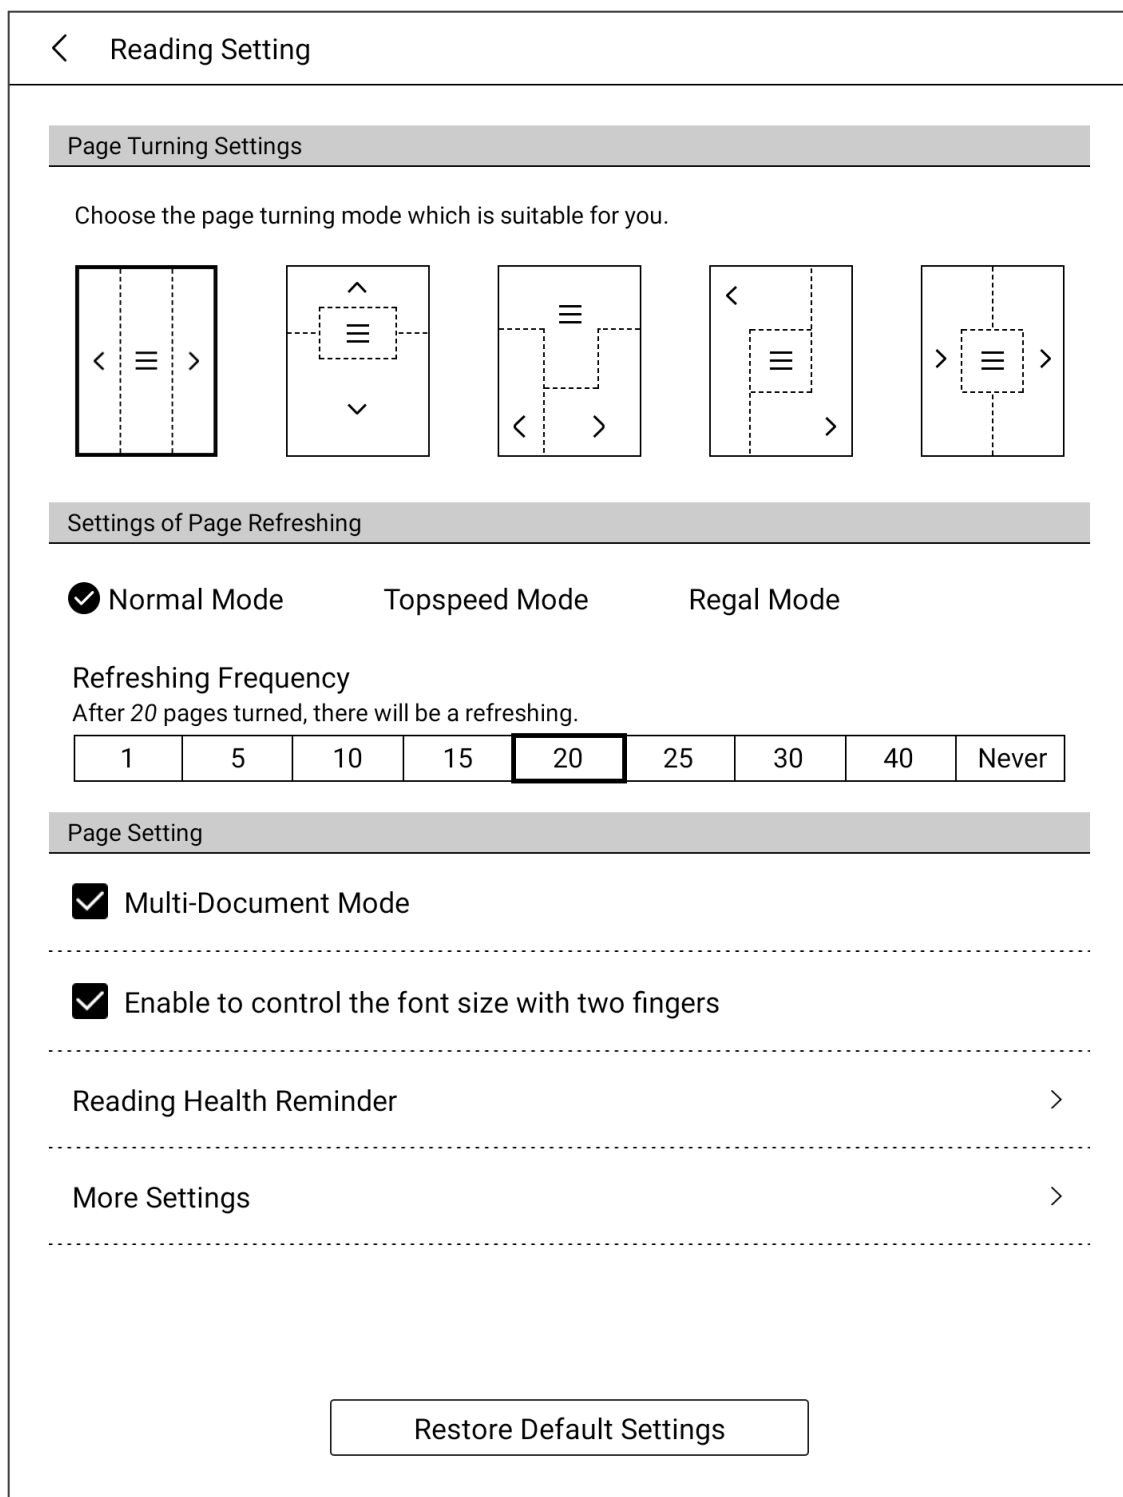 Reading Setting
Page Turning Settings
Choose the page turning mode which is suitable for you.
Settings of Page Refreshing
Normal Mode Topspeed Mode Regal Mode
Refreshing Frequency
After 20 pages turned, there will be a refreshing.
1 5 10 15 20 25 30 40 Never
Page Setting
Multi-Document Mode
Enable to control the font size with two fingers
Reading Health Reminder
More Settings
Restore Default Settings